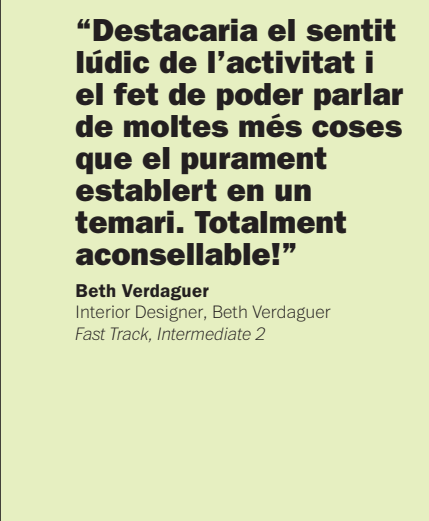 “Destacaria el sentit
lúdic de l’activitat i
el fet de poder parlar
de moltes més coses
que el purament
establert en un
temari. Totalment
aconsellable!”
Beth Verdaguer
Interior Designer, Beth Verdaguer
Fast Track, Intermediate 2